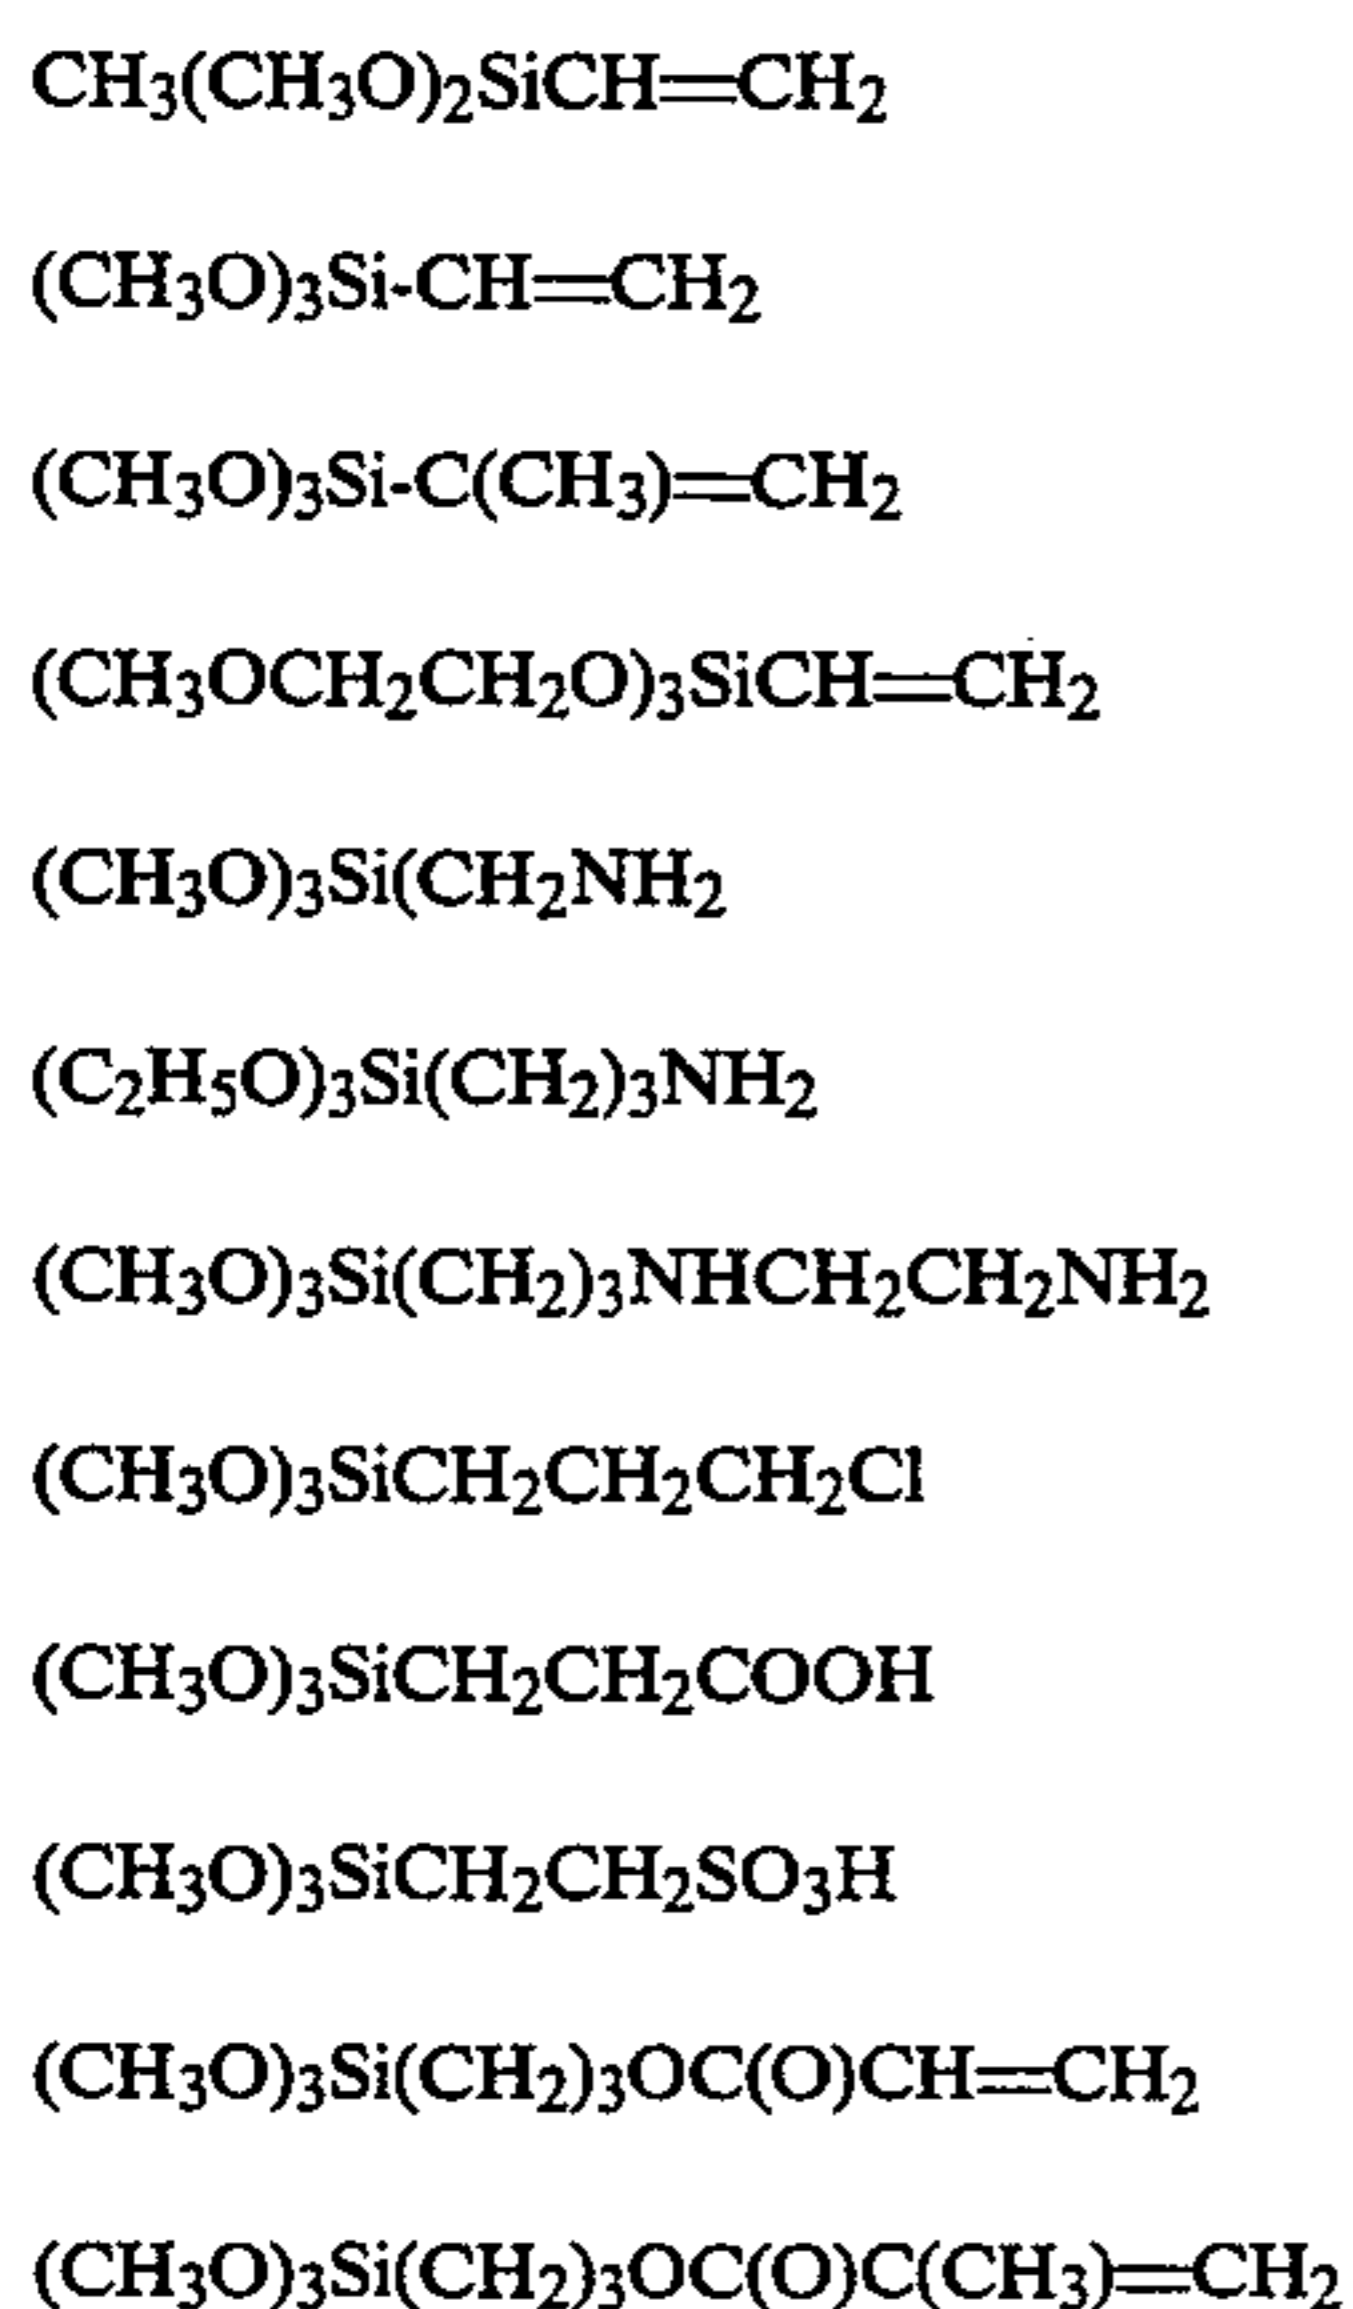 CH3(CH3O)2SiCH=CH2
(CH3O)3Si-CH=CH2
(CH3O)3Si-C(CH3)=CH2
(CH3OCH2CH2O)3SiCH=CH2
(CH3O)3Si(CH2NH2
(C2H5O)3Si(CH2)3NH2
(CH3O)3Si(CH2)3NHCH2CH2NH2
(CH3O)3SiCH2CH2CH2Cl
(CH3O)3SiCH2CH2COOH
(CH3O)3SiCH2CH2SO3H
(CH3O)3Si(CH2)3OC(O)CH=CH2
(CH3O)3Si(CH2)3OC(O)C(CH3)=CH2